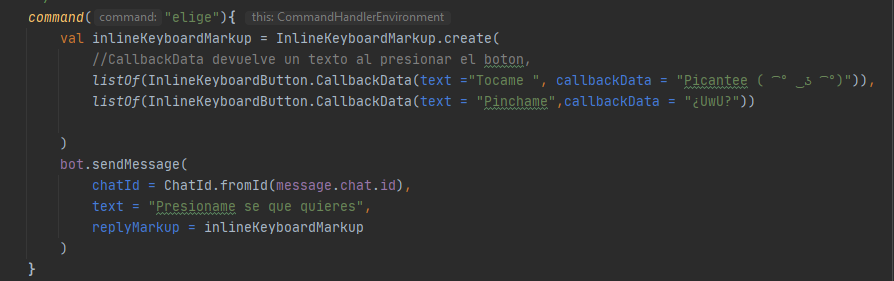 command( command: "elige"){ this: CommandHandlerEnvironment
val inlineKeyboardMarkup = InlineKeyboardMarkup.create(
//CallbackData devuelve un texto al presionar el boton,
listOf(InlineKeyboardButton.CallbackData(text ="Tocame ", callbackData = "Picantee ( ͡° ͜ʖ ͡°)")),
listOf(InlineKeyboardButton.CallbackData(text = "Pinchame",callbackData = "¿UwU?"))
)
bot.sendMessage(
chatId = ChatId.fromId(message.chat.id),
text = "Presioname se que quieres",
replyMarkup = inlineKeyboardMarkup
)
}